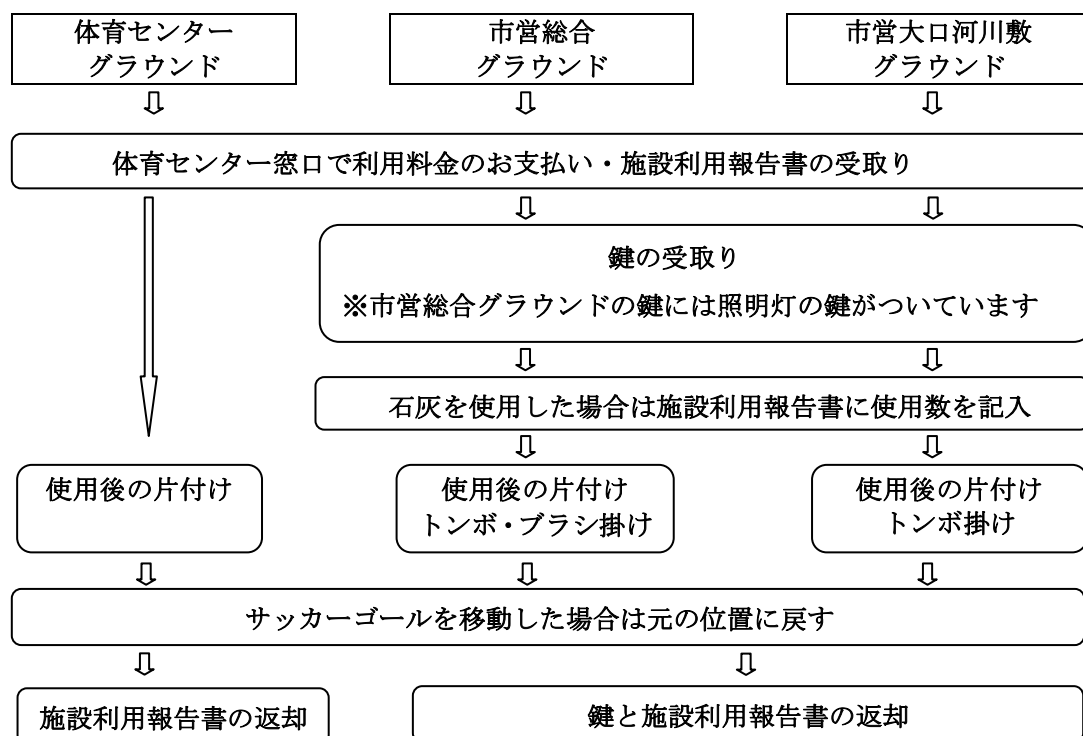 体育センター
グラウンド
市営総合
グラウンド
市営大口河川敷
グラウンド
体育センター窓口で利用料金のお支払い・施設利用報告書の受取り
鍵の受取り
※市営総合グラウンドの鍵には照明灯の鍵がついています
石灰を使用した場合は施設利用報告書に使用数を記入
使用後の片付け
使用後の片付け
トンボ・ブラシ掛け
使用後の片付け
トンボ掛け
サッカーゴールを移動した場合は元の位置に戻す
施設利用報告書の返却
鍵と施設利用報告書の返却